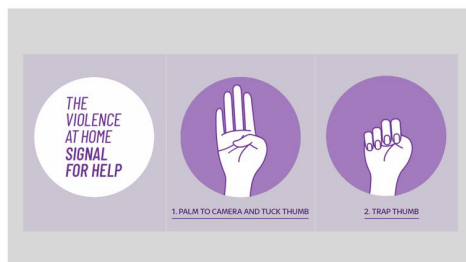 THE
VIOLENCE
AT HOME
SIGNAL
FOR HELP
1. PALM TO CAMERA AND TUCK THUMB
2. TRAP THUMB